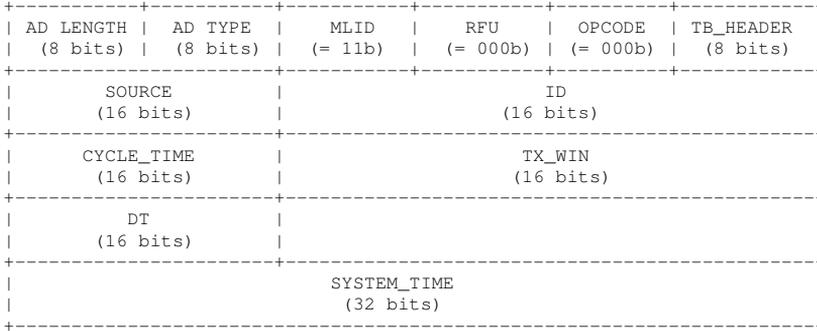 +-----------+-----------+-----------+-----------+-----------+------------
| AD LENGTH | AD TYPE | MLID | RFU | OPCODE | TB_HEADER
| (8 bits) | (8 bits) | (= 11b) | (= 000b) | (= 000b) | (8 bits)
+-----------+-----------+-----------+-----------+-----------+------------
| SOURCE | ID
| (16 bits) | (16 bits)
+-----------------------+------------------------------------------------
| CYCLE_TIME | TX_WIN
| (16 bits) | (16 bits)
+-----------------------+------------------------------------------------
| DT |
| (16 bits) |
+-----------------------+------------------------------------------------
| SYSTEM_TIME
| (32 bits)
+------------------------------------------------------------------------